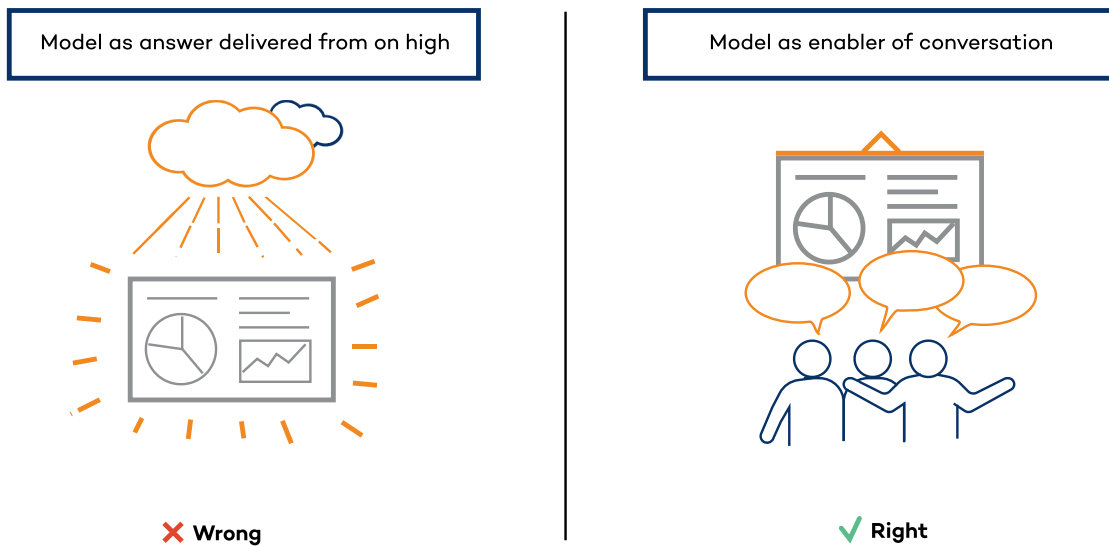 Model as answer delivered from on high
Model as enabler of conversation
Wrong
Right